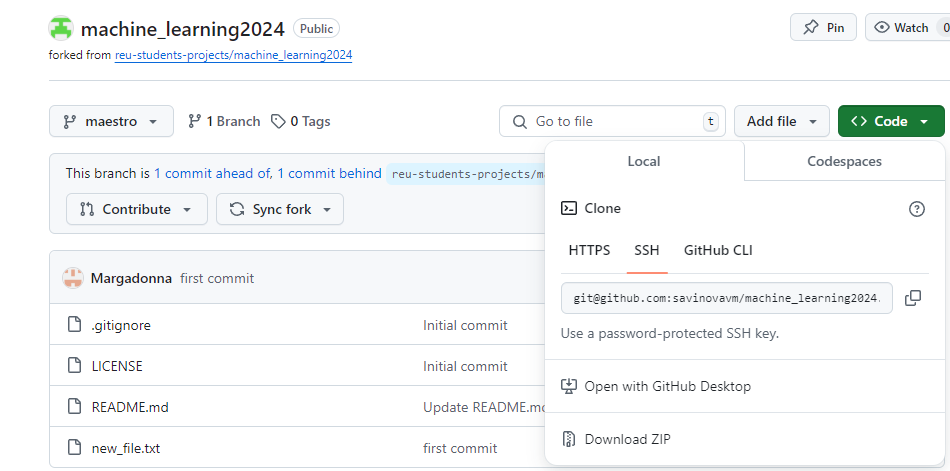 machine_learning2024 Public
Pin
Watch 0
forked from reu-students-projects/machine_learning2024
maestro
1 Branch
0 Tags
Go to file t
Add file
Code
This branch is 1 commit ahead of, 1 commit behind reu-students-projects/ma
Contribute
Sync fork
Margadonna first commit
.gitignore Initial commit
LICENSE Initial commit
README.md Update README.md
new_file.txt first commit
Local
Codespaces
Clone
HTTPS SSH GitHub CLI
git@github.com:savinovavm/machine_learning2024.
Use a password-protected SSH key.
Open with GitHub Desktop
Download ZIP